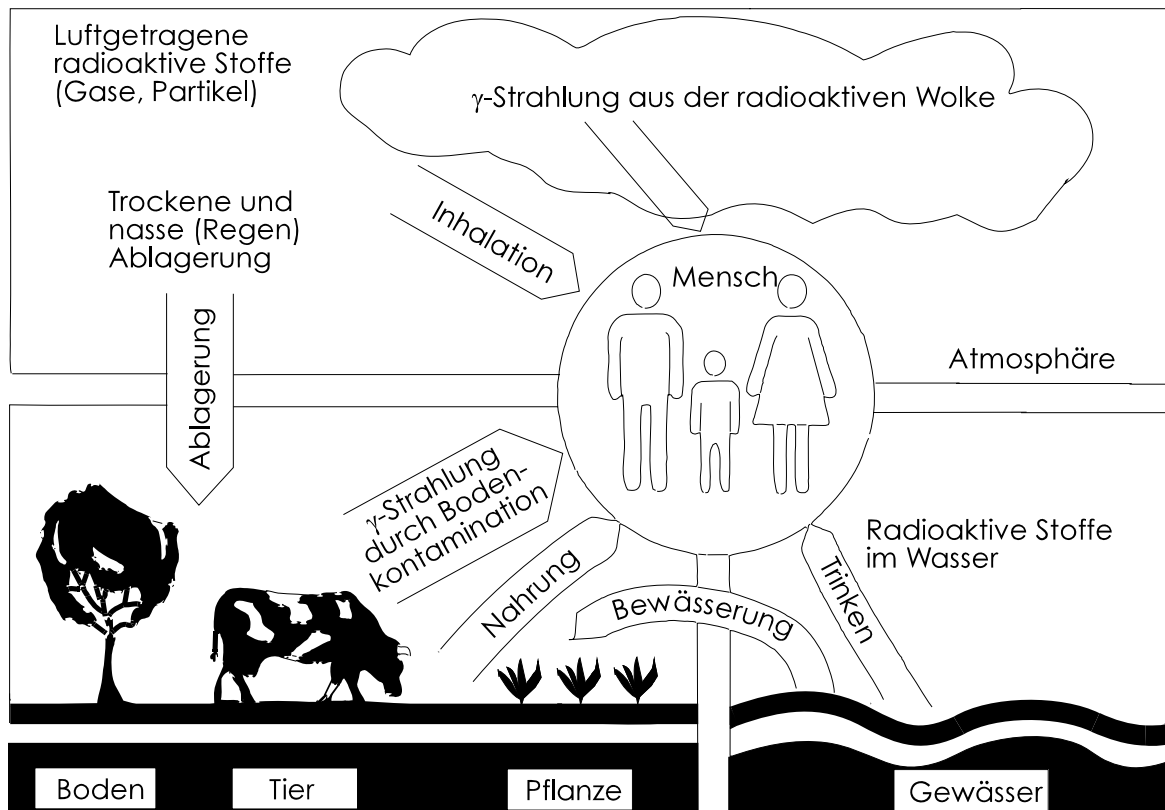 Luftgetragene
radioaktive Stoffe
(Gase, Partikel)
γ-Strahlung aus der radioaktiven Wolke
Trockene und
nasse (Regen)
Ablagerung
Inhalation
Mensch
Ablagerung
Atmosphäre
γ-Strahlung
durch Boden-
kontamination
Radioaktive Stoffe
im Wasser
Nahrung
Bewässerung
Trinken
Boden
Tier
Pflanze
Gewässer